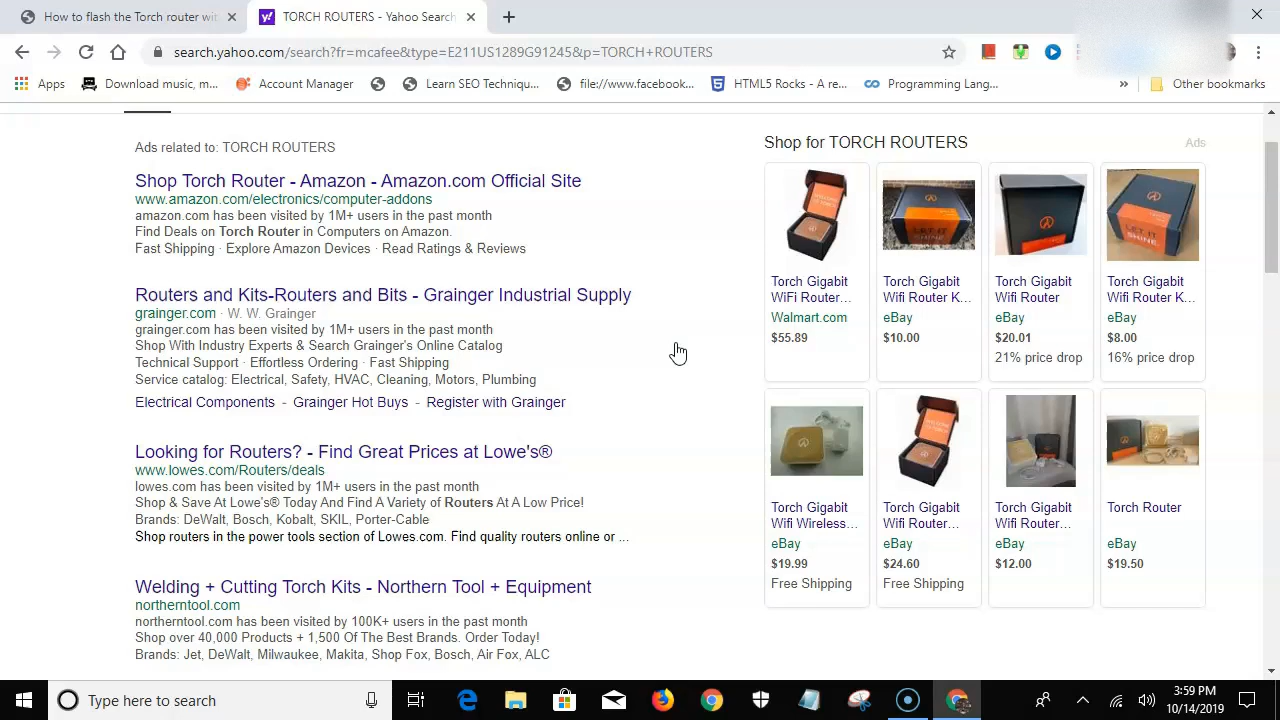 How to flash the Torch router wit
TORCH ROUTERS - Yahoo Search
search.yahoo.com/search?fr=mcafee&type=E211US1289G91245&p=TORCH+ROUTERS
Apps
Download music, m...
Account Manager
Learn SEO Techniqu...
file://www.facebook...
HTML5 Rocks - A re...
Programming Lang...
»
Other bookmarks
Ads related to: TORCH ROUTERS
Shop Torch Router - Amazon - Amazon.com Official Site
www.amazon.com/electronics/computer-addons
amazon.com has been visited by 1M+ users in the past month
Find Deals on Torch Router in Computers on Amazon.
Fast Shipping · Explore Amazon Devices · Read Ratings & Reviews
Routers and Kits-Routers and Bits - Grainger Industrial Supply
grainger.com · W. W. Grainger
grainger.com has been visited by 1M+ users in the past month
Shop With Industry Experts & Search Grainger's Online Catalog
Technical Support · Effortless Ordering · Fast Shipping
Service catalog: Electrical, Safety, HVAC, Cleaning, Motors, Plumbing
Electrical Components - Grainger Hot Buys - Register with Grainger
Looking for Routers? - Find Great Prices at Lowe's®
www.lowes.com/Routers/deals
lowes.com has been visited by 1M+ users in the past month
Shop & Save At Lowe's® Today And Find A Variety of Routers At A Low Price!
Brands: DeWalt, Bosch, Kobalt, SKIL, Porter-Cable
Shop routers in the power tools section of Lowes.com. Find quality routers online or ...
Welding + Cutting Torch Kits - Northern Tool + Equipment
northerntool.com
northerntool.com has been visited by 100K+ users in the past month
Shop over 40,000 Products + 1,500 Of The Best Brands. Order Today!
Brands: Jet, DeWalt, Milwaukee, Makita, Shop Fox, Bosch, Air Fox, ALC
Shop for TORCH ROUTERS
Ads
LET IT
SHINE
Torch Gigabit
WiFi Router...
Walmart.com
$55.89
Torch Gigabit
Wifi Router K...
eBay
$10.00
Torch Gigabit
Wifi Router
eBay
$20.01
21% price drop
Torch Gigabit
Wifi Router K...
eBay
$8.00
16% price drop
Torch Gigabit
Wifi Wireless...
eBay
$19.99
Free Shipping
Torch Gigabit
Wifi Router...
eBay
$24.60
Free Shipping
Torch Gigabit
Wifi Router...
eBay
$12.00
Torch Router
eBay
$19.50
Type here to search
3:59 PM
10/14/2019